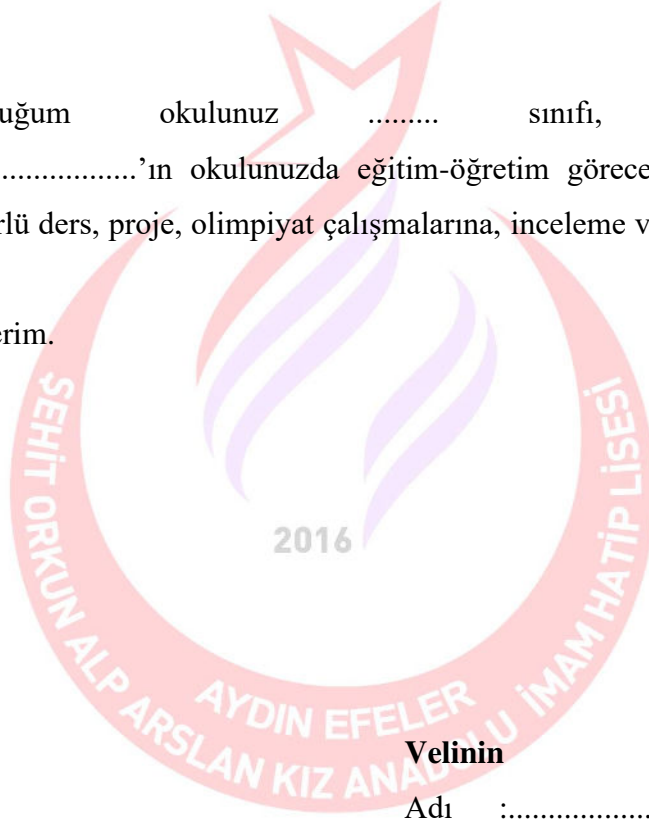 uğum okulunuz ......... sınıfı,
.................’ın okulunuzda eğitim-öğretim görece
rlü ders, proje, olimpiyat çalışmalarına, inceleme v
erim.
ŞEHİT ORKUN ALP ARSLAN KIZ ANADOLU İMAM HATİP LİSESİ
2016
AYDIN EFELER
Velinin
Adı :..................